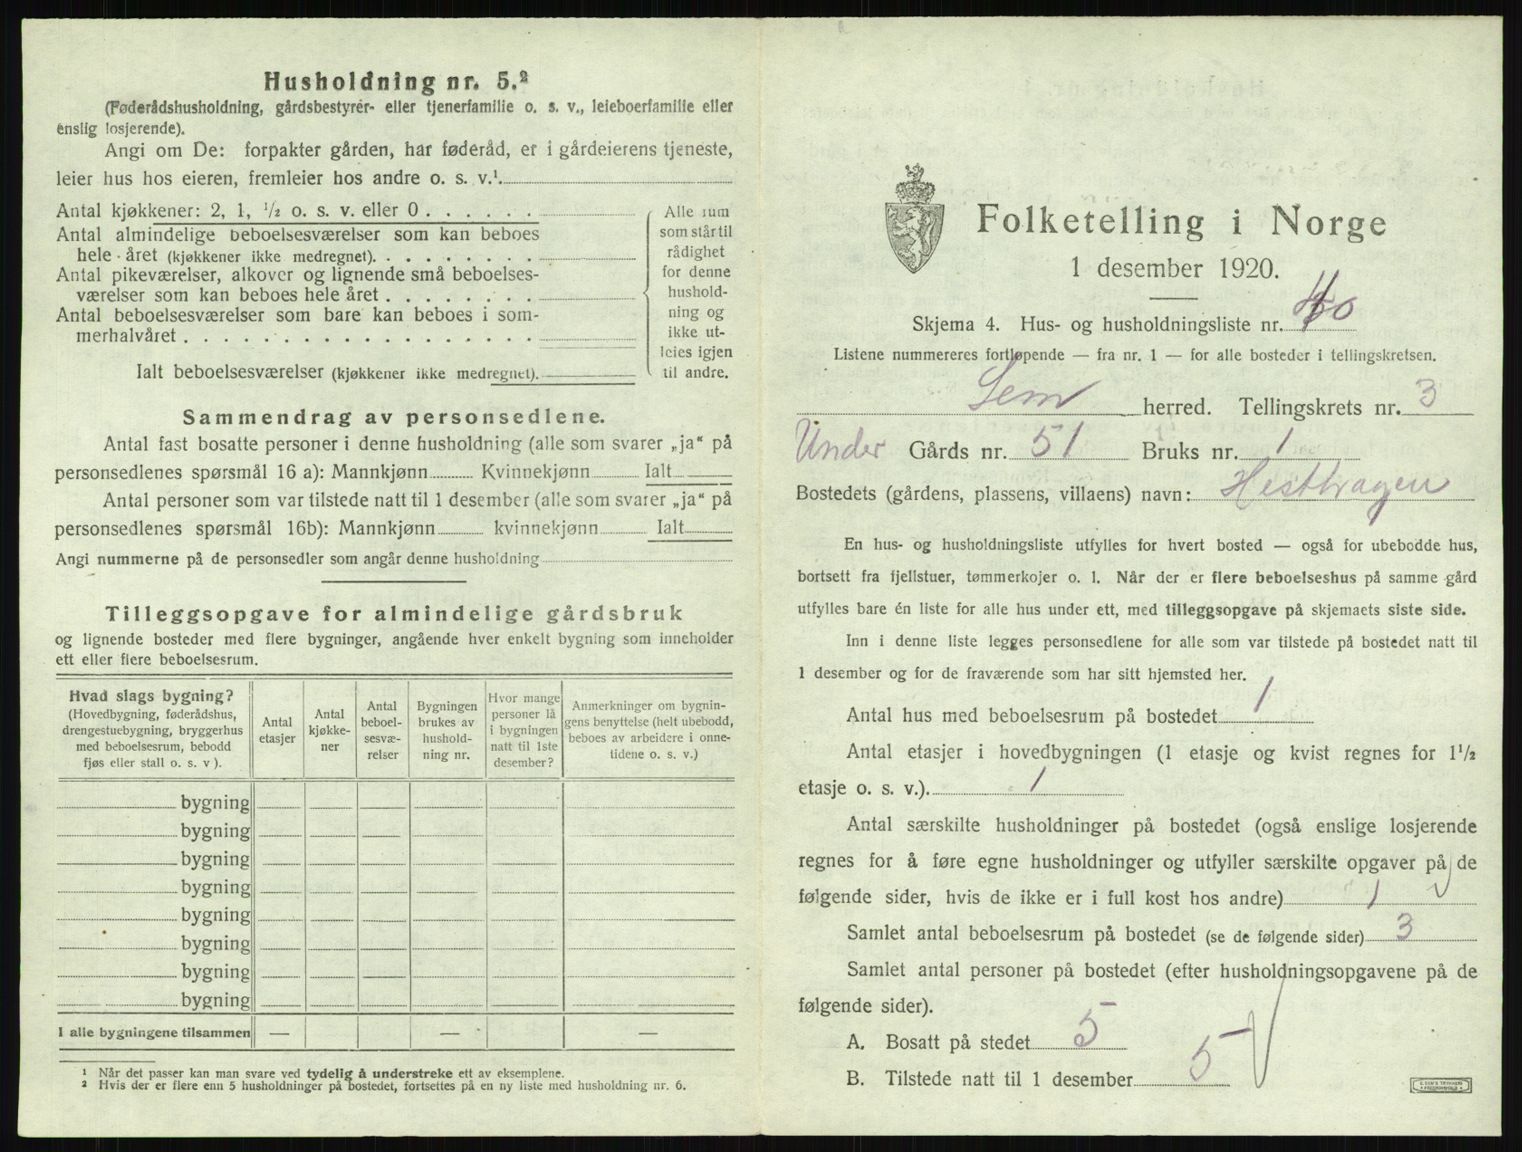 Husholdning nr. 5.²
(Føderådshusholdning, gårdsbestyrer- eller tjenerfamilie o. s. v., leieboerfamilie eller
enslig losjerende).
Angi om De: forpakter gården, har føderåd, er i gårdeierens tjeneste,
leier hus hos eieren, fremleier hos andre o. s. v.¹
Antal kjøkkener: 2, 1, ½ o. s. v. eller 0
Antal almindelige beboelsesværelser som kan beboes
hele året (kjøkkener ikke medregnet).
Antal pikeværelser, alkover og lignende små beboelses-
værelser som kan beboes hele året
Antal beboelsesværelser som bare kan beboes i som-
merhalvåret
Ialt beboelsesværelser (kjøkkener ikke medregnet).
Alle rum
som står til
rådighet
for denne
hushold-
ning og
ikke ut-
leies igjen
til andre.
Sammendrag av personsedlene.
Antal fast bosatte personer i denne husholdning (alle som svarer „ja“ på
personsedlenes spørsmål 16 a): Mannkjønn Kvinnekjønn Ialt
Antal personer som var tilstede natt til 1 desember (alle som svarer „ja“ på
personsedlenes spørsmål 16b): Mannkjønn kvinnekjønn Ialt
Angi nummerne på de personsedler som angår denne husholdning
Tilleggsopgave for almindelige gårdsbruk
og lignende bosteder med flere bygninger, angående hver enkelt bygning som inneholder
ett eller flere beboelsesrum.
Hvad slags bygning?
(Hovedbygning, føderådshus,
drengestuebygning, bryggerhus
med beboelsesrum, bebodd
fjøs eller stall o. s. v ).
Antal
etasjer
Antal
kjøkke-
ner
Antal
beboel-
sesvæ-
relser
Bygningen
brukes av
hushold-
ning nr.
Hvor mange
personer lå
i bygningen
natt til 1ste
desember?
Anmerkninger om bygnin-
gens benyttelse (helt ubebodd,
beboes av arbeidere i onne-
tidene o. s. v.)
bygning
bygning
bygning
bygning
bygning
bygning
bygning
bygning
I alle bygningene tilsammen — — —
¹ Når det passer kan man svare ved tydelig å understreke ett av eksemplene.
² Hvis der er flere enn 5 husholdninger på bostedet, fortsettes på en ny liste med husholdning nr. 6.
Folketelling i Norge
1 desember 1920.
Skjema 4. Hus- og husholdningsliste nr. 40
Listene nummereres fortløpende — fra nr. 1 — for alle bosteder i tellingskretsen.
Sem herred. Tellingskrets nr. 3
Under Gårds nr. 51 Bruks nr. 1
Bostedets (gårdens, plassens, villaens) navn: Hesthagen
En hus- og husholdningsliste utfylles for hvert bosted — også for ubebodde hus,
bortsett fra fjellstuer, tømmerkojer o. l. Når der er flere beboelseshus på samme gård
utfylles bare én liste for alle hus under ett, med tilleggsopgave på skjemaets siste side.
Inn i denne liste legges personsedlene for alle som var tilstede på bostedet natt til
1 desember og for de fraværende som har sitt hjemsted her.
Antal hus med beboelsesrum på bostedet 1
Antal etasjer i hovedbygningen (1 etasje og kvist regnes for 1½
etasje o. s. v.). 1
Antal særskilte husholdninger på bostedet (også enslige losjerende
regnes for å føre egne husholdninger og utfyller særskilte opgaver på de
følgende sider, hvis de ikke er i full kost hos andre) 1
Samlet antal beboelsesrum på bostedet (se de følgende sider) 3
Samlet antal personer på bostedet (efter husholdningsopgavene på de
følgende sider).
A. Bosatt på stedet 5
B. Tilstede natt til 1 desember 5